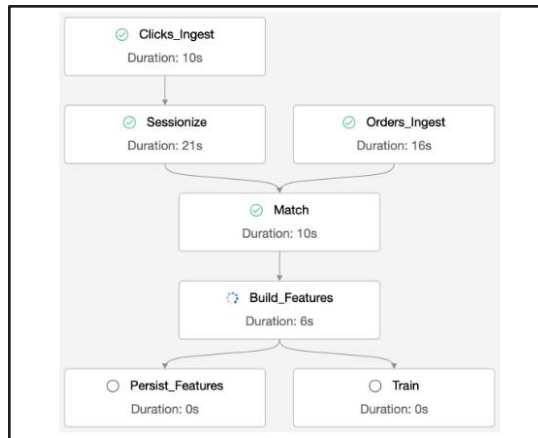 Clicks_Ingest
Duration: 10s
Sessionize
Duration: 21s
Orders_Ingest
Duration: 16s
Match
Duration: 10s
Build_Features
Duration: 6s
Persist_Features
Duration: 0s
Train
Duration: 0s